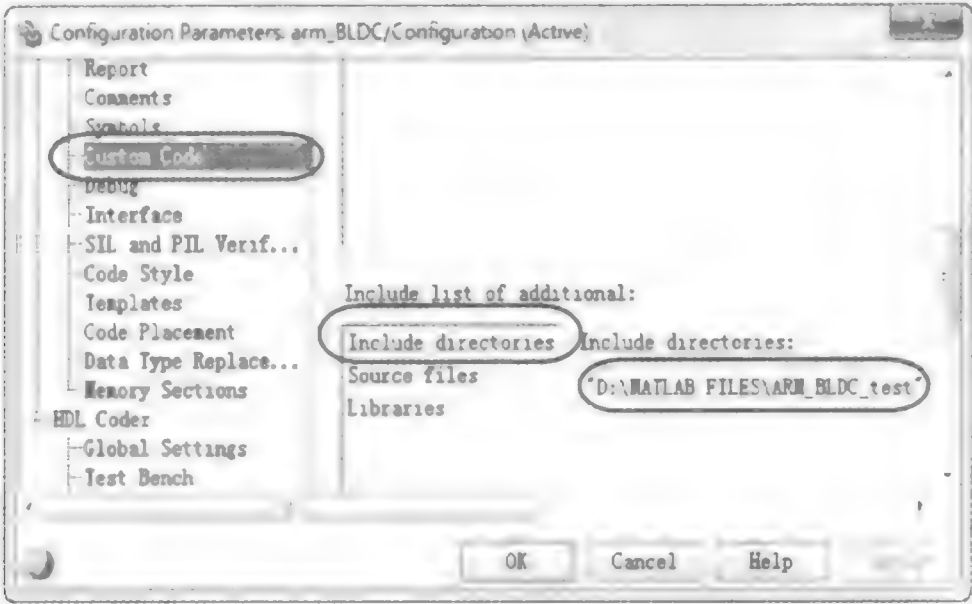 Configuration Parameters: arm_BLDC/Configuration (Active)
Report
Comments
Symbols
Custom Code
Debug
Interface
SIL and PIL Verif...
Code Style
Templates
Code Placement
Data Type Replace...
Memory Sections
HDL Coder
Global Settings
Test Bench
Include list of additional:
Include directories
Source files
Libraries
Include directories:
"D:\MATLAB FILES\ARM_BLDC_test"
OK
Cancel
Help